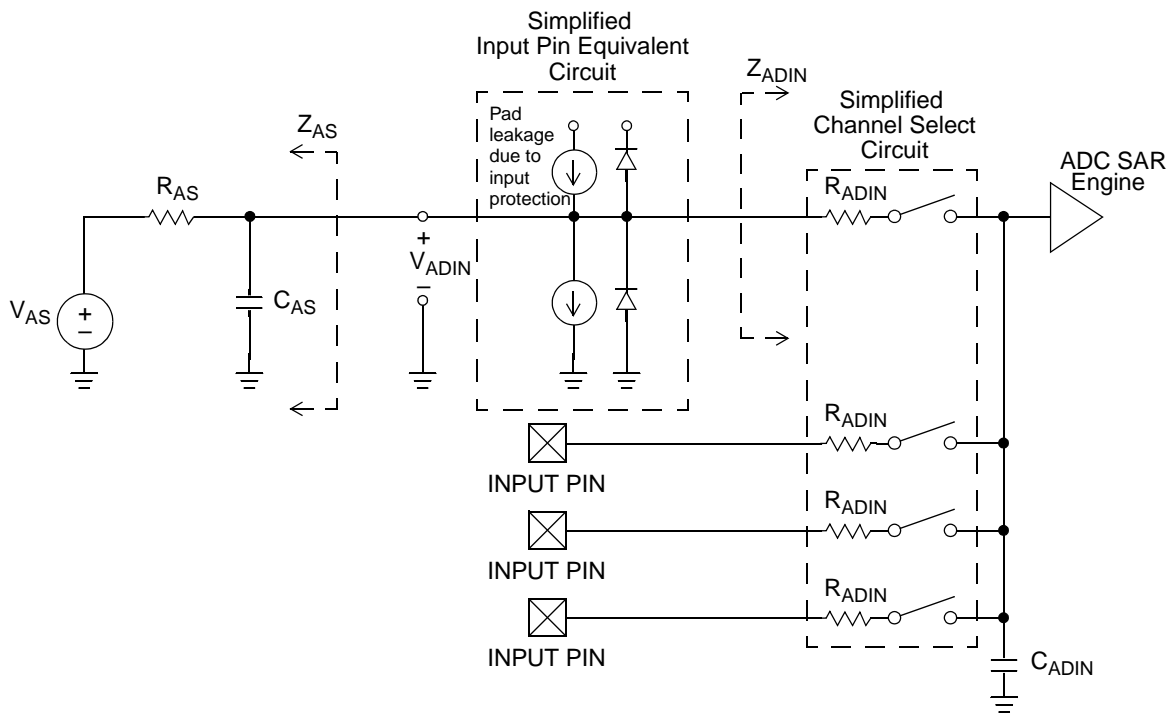 Simplified
Input Pin Equivalent
Circuit
Pad
leakage
due to
input
protection
Z_ADIN
Simplified
Channel Select
Circuit
ADC SAR
Engine
Z_AS
R_AS
R_ADIN
+
V_ADIN
–
V_AS
+
–
C_AS
R_ADIN
INPUT PIN
R_ADIN
INPUT PIN
R_ADIN
INPUT PIN
C_ADIN